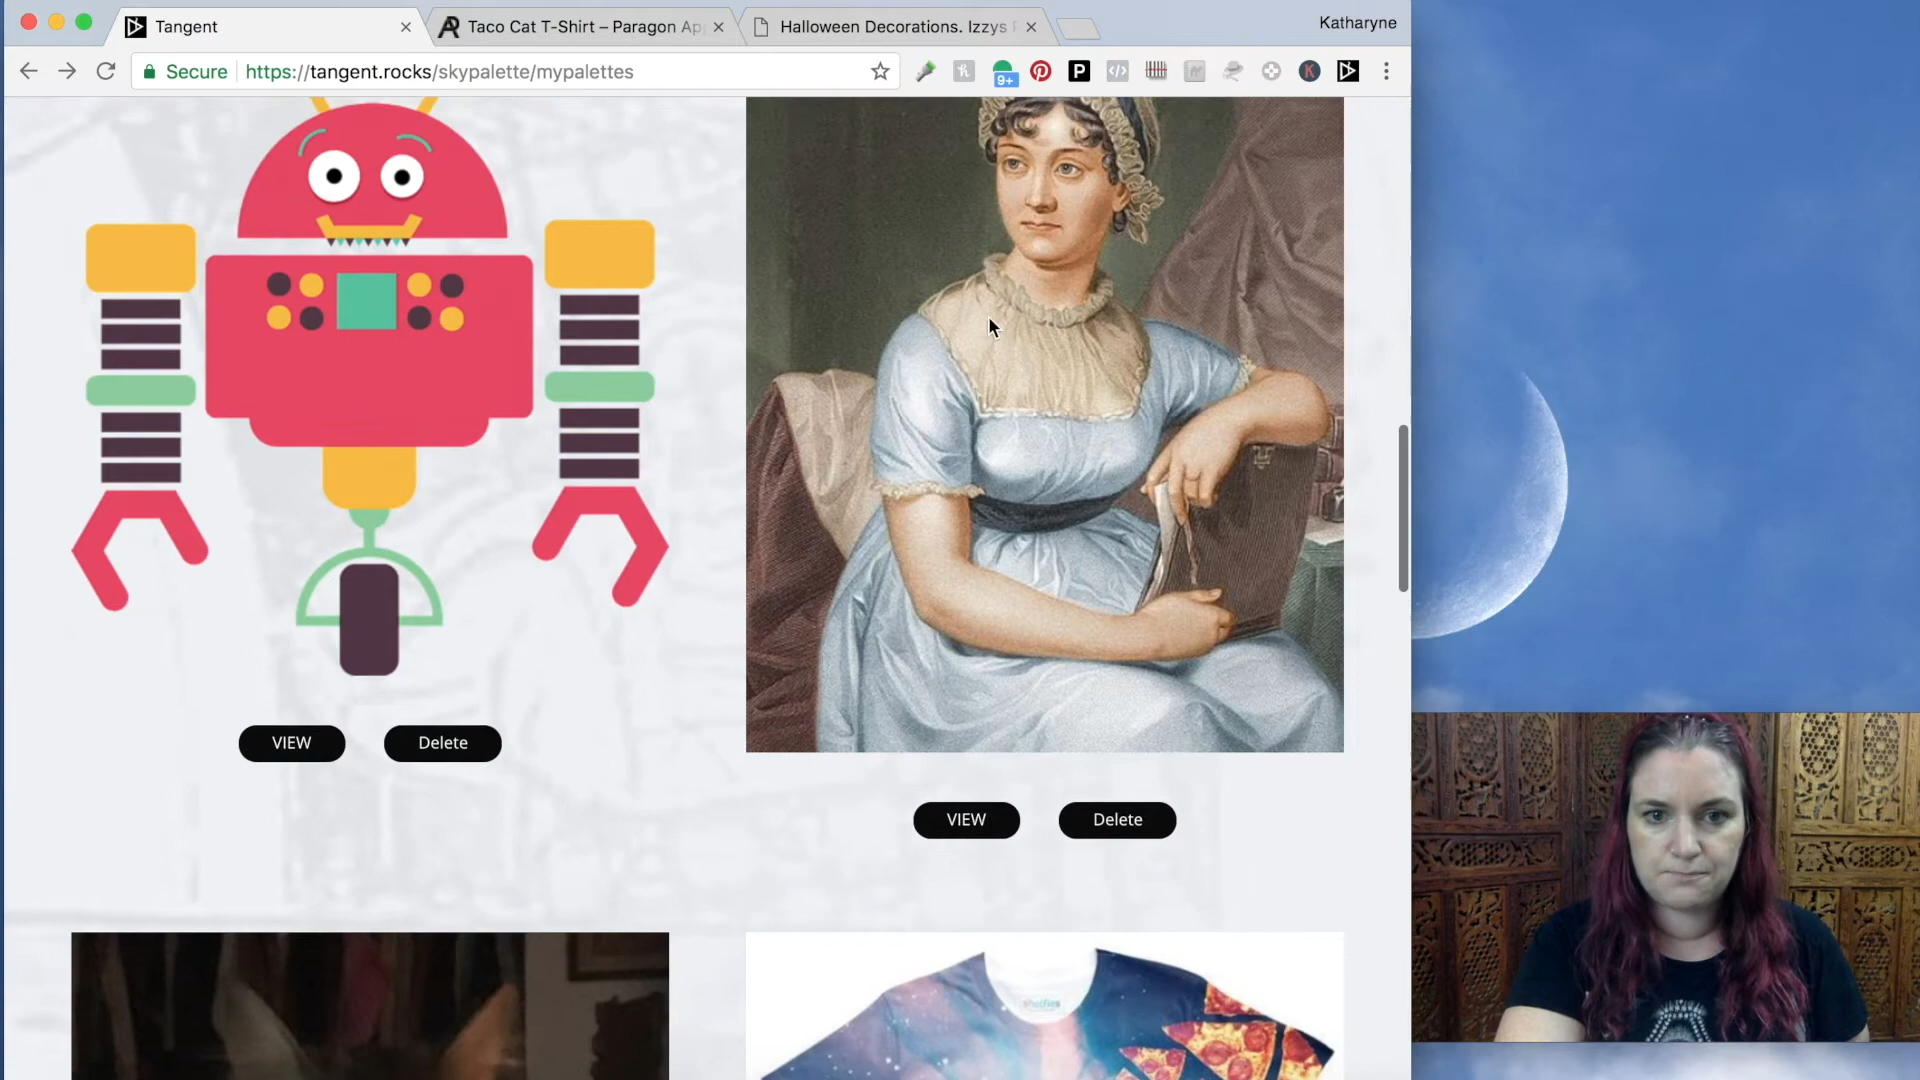 Tangent
Taco Cat T-Shirt – Paragon Ap
Halloween Decorations. Izzys
Katharyne
Secure
https://tangent.rocks/skypalette/mypalettes
9+
P
K
VIEW
Delete
VIEW
Delete